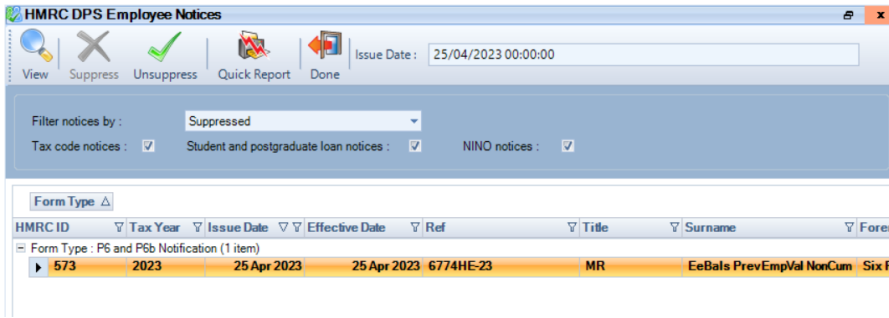 HMRC DPS Employee Notices
View Suppress Unsuppress Quick Report Done Issue Date : 25/04/2023 00:00:00
Filter notices by : Suppressed
Tax code notices : Student and postgraduate loan notices : NINO notices :
Form Type
HMRC ID Tax Year Issue Date Effective Date Ref Title Surname Fore
Form Type : P6 and P6b Notification (1 item)
573 2023 25 Apr 2023 25 Apr 2023 6774HE-23 MR EeBals PrevEmpVal NonCum Six